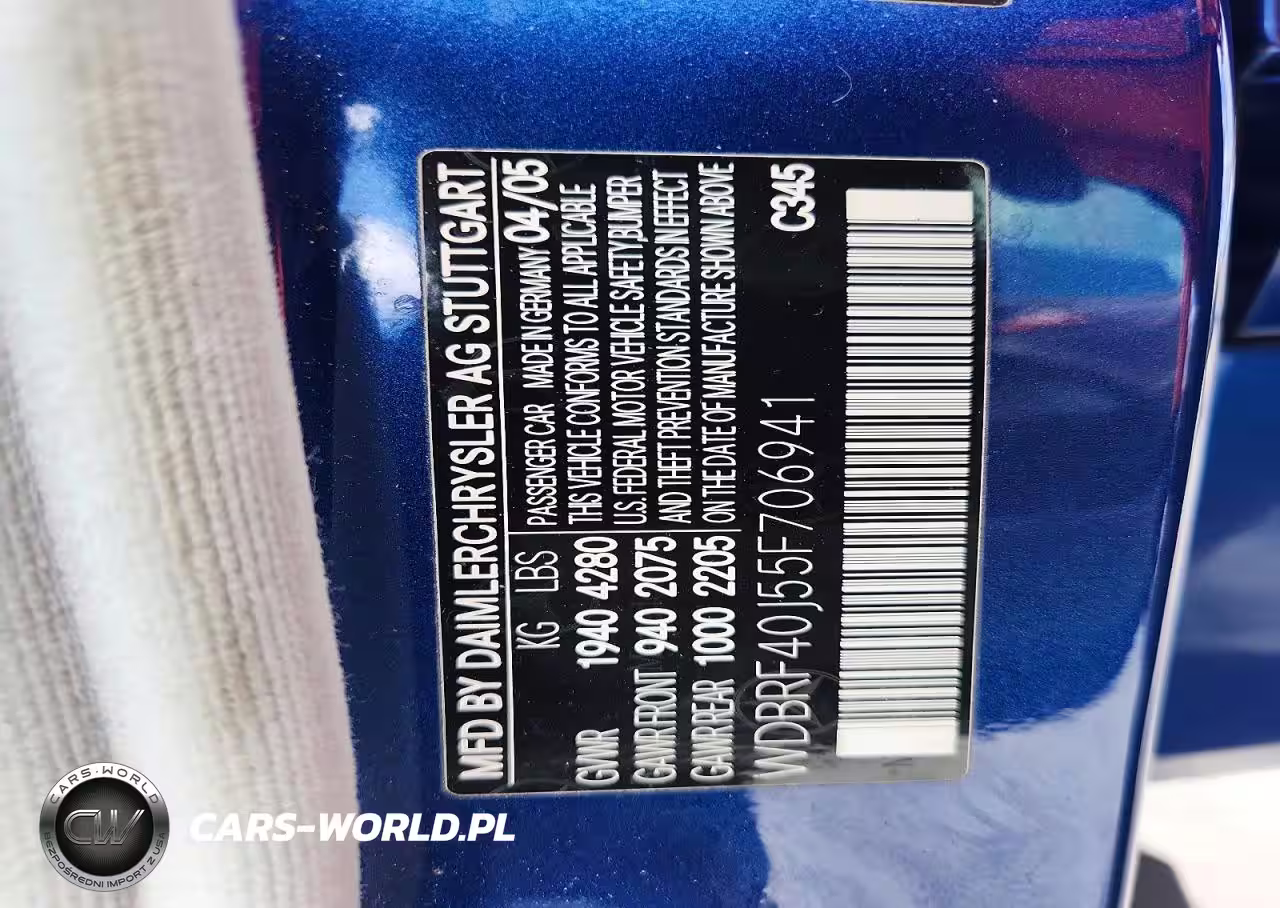 MFD BY DAIMLERCHRYSLER AG STUTTGART
KG LBS
GWR 1940 4280
GAWR FRONT 940 2075
GAWR REAR 1000 2205
PASSENGER CAR MADE IN GERMANY 04/05
THIS VEHICLE CONFORMS TO ALL APPLICABLE
U.S. FEDERAL MOTOR VEHICLE SAFETY BUMPER
AND THEFT PREVENTION STANDARDS IN EFFECT
ON THE DATE OF MANUFACTURE SHOWN ABOVE
WDBRF40J55F706941 C345
CARS-WORLD
CW
BEZPOŚREDNI IMPORT Z USA
CARS-WORLD.PL